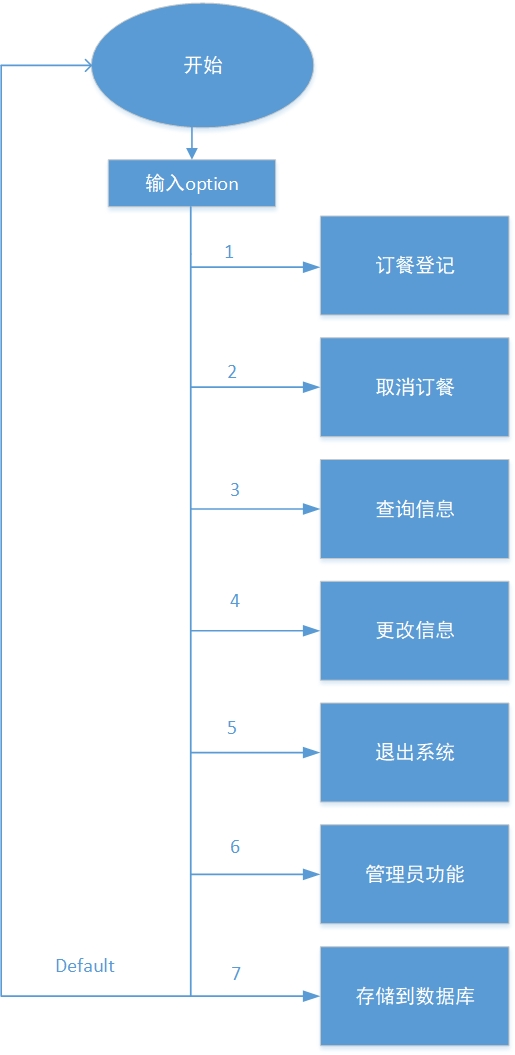 开始
输入option
1
订餐登记
2
取消订餐
3
查询信息
4
更改信息
5
退出系统
6
管理员功能
Default
7
存储到数据库